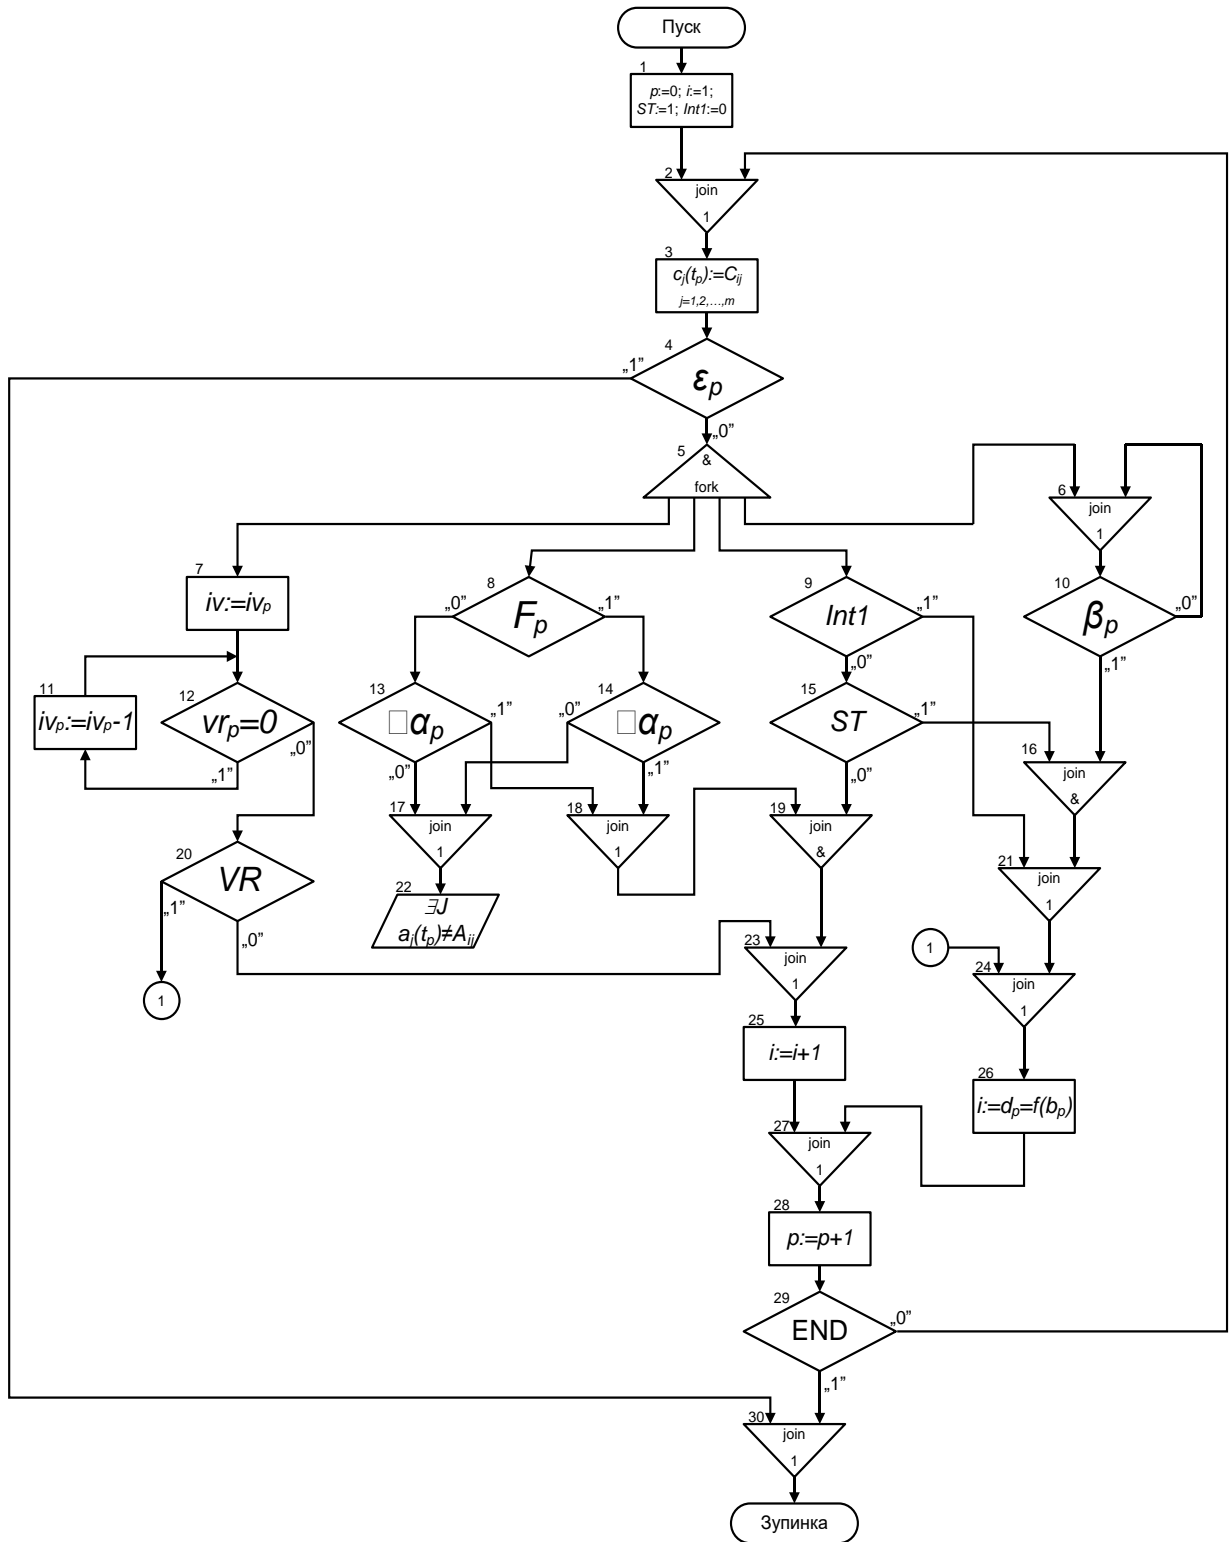 Пуск
1
p:=0; i:=1;
ST:=1; Int1:=0
2
join
1
3
cj(tp):=Cij
j=1,2,…,m
4
„1”
εp
„0”
5
&
fork
6
join
1
7
iv:=ivp
8
„0”
Fp
„1”
9
Int1
„1”
„0”
10
βp
„0”
„1”
11
ivp:=ivp-1
12
vrp=0
„0”
„1”
13
□αp
„1”
„0”
14
„0”
□αp
„1”
15
ST
„1”
„0”
16
join
&
17
join
1
18
join
1
19
join
&
20
VR
„1”
„0”
21
join
1
22
∃J
aj(tp)≠Aij
23
join
1
1
24
join
1
1
25
i:=i+1
26
i:=dp=f(bp)
27
join
1
28
p:=p+1
29
END
„0”
„1”
30
join
1
Зупинка